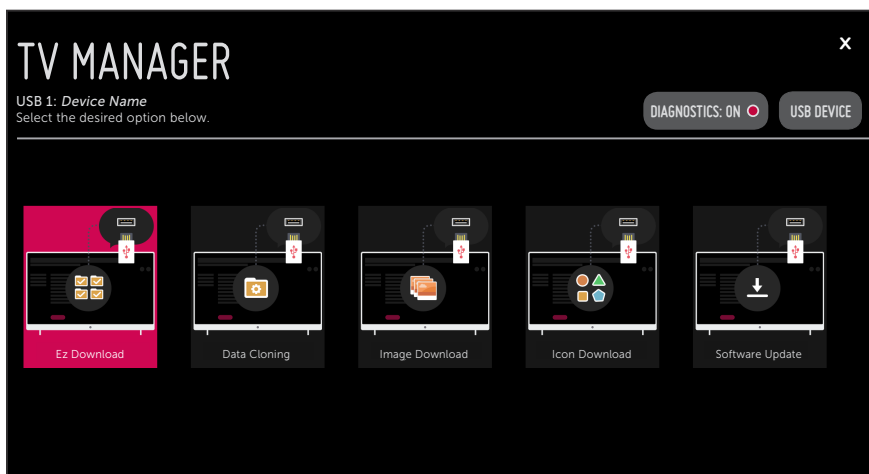 TV MANAGER
X
USB 1: Device Name
Select the desired option below.
DIAGNOSTICS: ON
USB DEVICE
Ez Download
Data Cloning
Image Download
Icon Download
Software Update